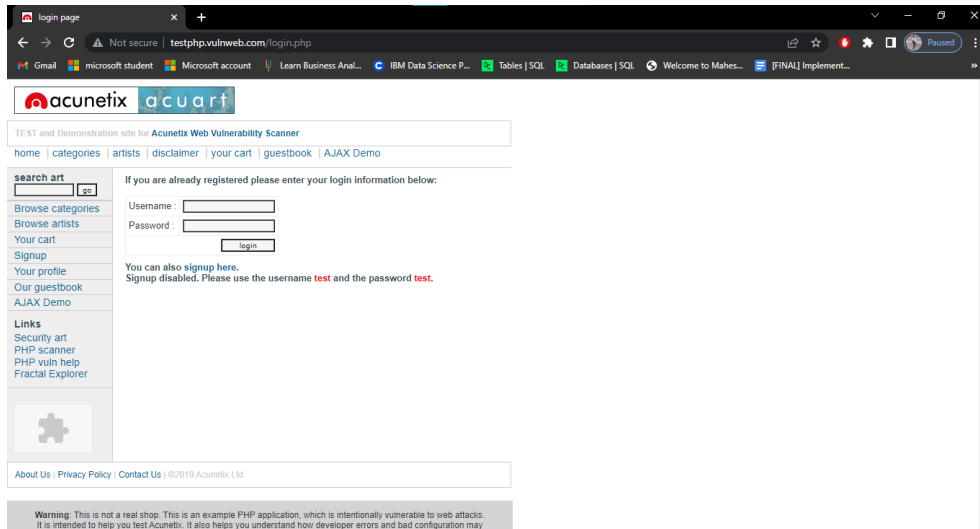 login page
Not secure | testphp.vulnweb.com/login.php
Paused
Gmail microsoft student Microsoft account Learn Business Anal... IBM Data Science P... Tables | SQL Databases | SQL Welcome to Mahes... [FINAL] Implement... »
acunetix acuart
TEST and Demonstration site for Acunetix Web Vulnerability Scanner
home | categories | artists | disclaimer | your cart | guestbook | AJAX Demo
search art
go
Browse categories
Browse artists
Your cart
Signup
Your profile
Our guestbook
AJAX Demo
Links
Security art
PHP scanner
PHP vuln help
Fractal Explorer
If you are already registered please enter your login information below:
Username :
Password :
login
You can also signup here.
Signup disabled. Please use the username test and the password test.
About Us | Privacy Policy | Contact Us | ©2019 Acunetix Ltd
Warning: This is not a real shop. This is an example PHP application, which is intentionally vulnerable to web attacks.
It is intended to help you test Acunetix. It also helps you understand how developer errors and bad configuration may